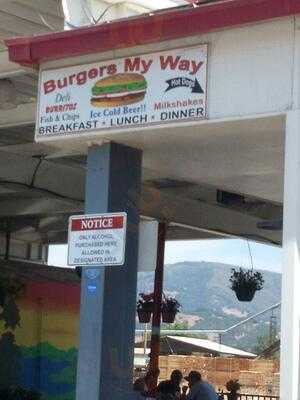 Burgers My Way
Deli
BURRITOS
Fish & Chips
Ice Cold Beer!!
Hot Dogs
Milkshakes
BREAKFAST * LUNCH * DINNER
NOTICE
ONLY ALCOHOL
PURCHASED HERE
ALLOWED IN
DESIGNATED AREA